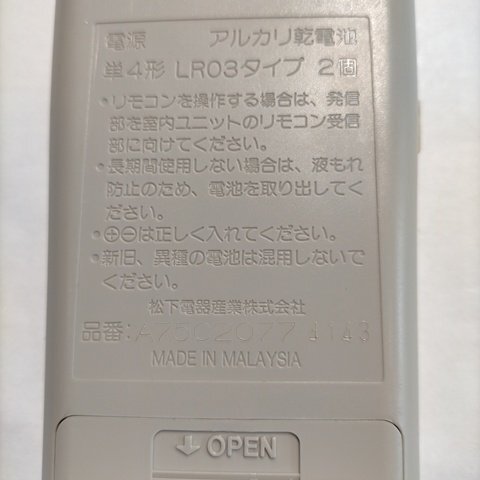 電源 アルカリ乾電池
単4形 LR03タイプ 2個
•リモコンを操作する場合は、発信
部を室内ユニットのリモコン受信
部に向けてください。
•長期間使用しない場合は、液もれ
防止のため、電池を取り出してく
ださい。
•⊕⊖は正しく入れてください。
•新旧、異種の電池は混用しないで
ください。
松下電器産業株式会社
品番:A75C2077 4143
MADE IN MALAYSIA
OPEN